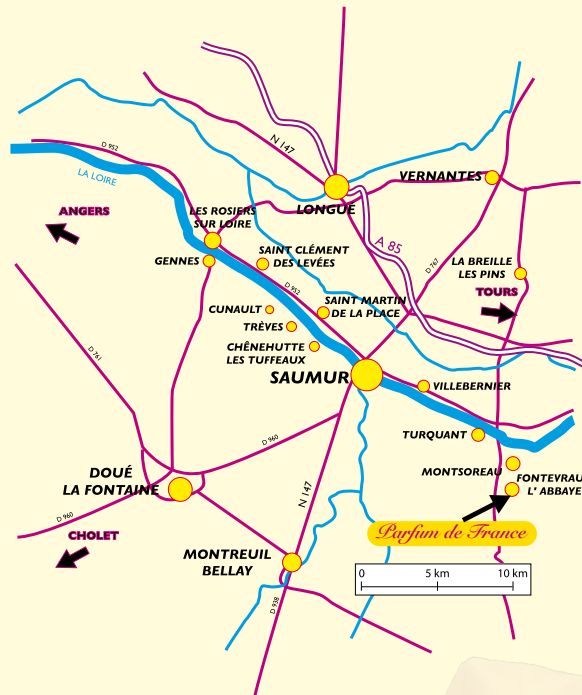 D 952
N 147
LA LOIRE
VERNANTES
ANGERS
LES ROSIERS
SUR LOIRE
LONGUÉ
A 85
GENNES
SAINT CLÉMENT
DES LEVÉES
D 767
LA BREILLE
LES PINS
D 952
TOURS
CUNAULT
SAINT MARTIN
DE LA PLACE
TRÈVES
D 761
CHÊNEHUTTE
LES TUFFEAUX
SAUMUR
VILLEBERNIER
TURQUANT
D 960
DOUÉ
LA FONTAINE
MONTSOREAU
FONTEVRAU
L' ABBAYE
N 147
D 960
CHOLET
Parfum de France
MONTREUIL
BELLAY
0 5 km 10 km
D 938